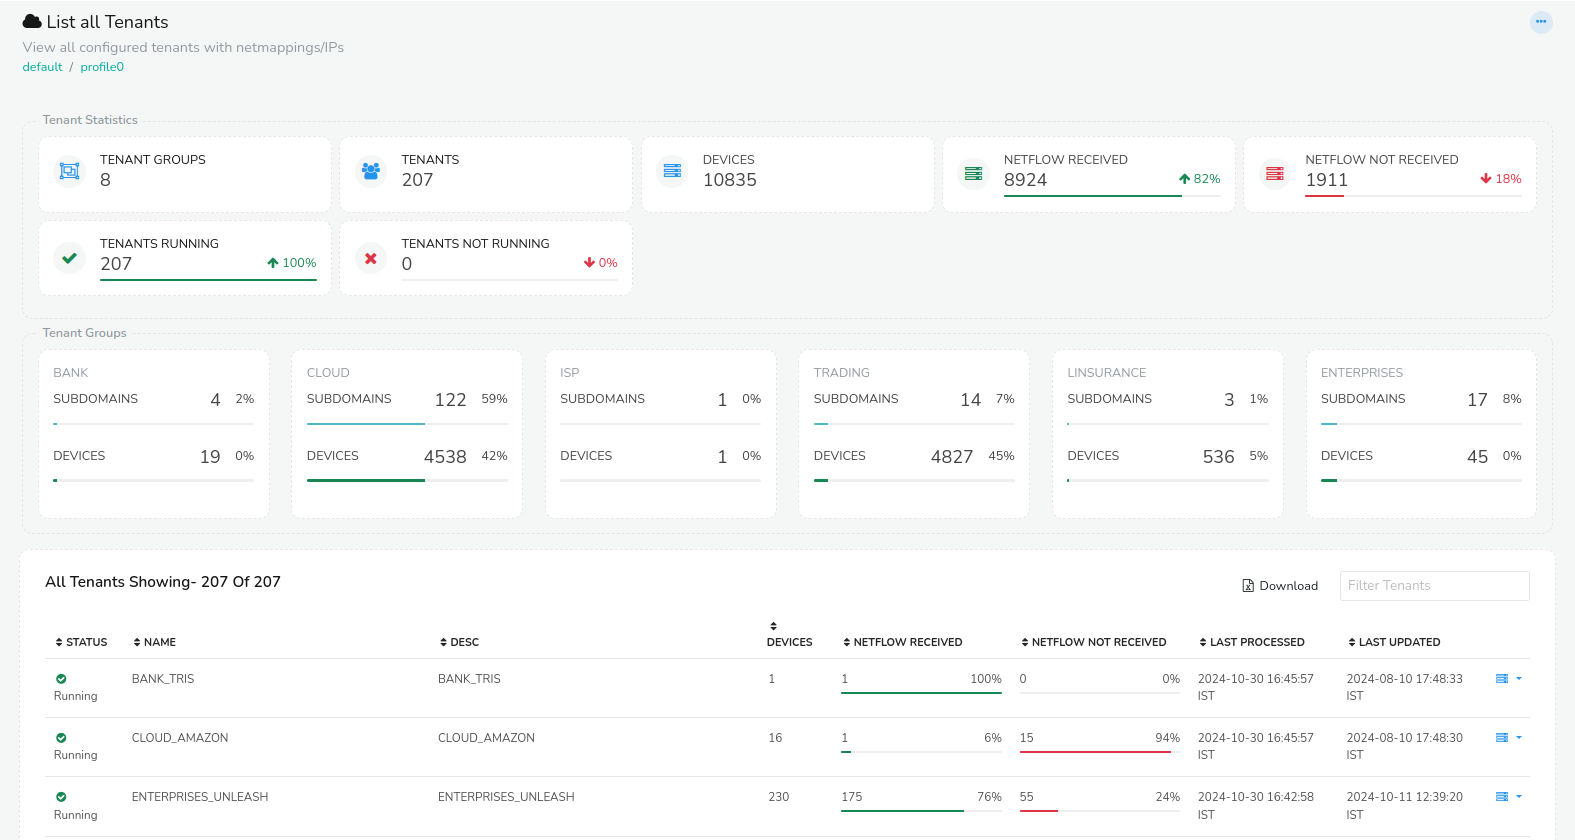 List all Tenants
View all configured tenants with netmappings/IPs
default / profile0
Tenant Statistics
TENANT GROUPS
8
TENANTS
207
DEVICES
10835
NETFLOW RECEIVED
8924 82%
NETFLOW NOT RECEIVED
1911 18%
TENANTS RUNNING
207 100%
TENANTS NOT RUNNING
0 0%
Tenant Groups
BANK
SUBDOMAINS 4 2%
DEVICES 19 0%
CLOUD
SUBDOMAINS 122 59%
DEVICES 4538 42%
ISP
SUBDOMAINS 1 0%
DEVICES 1 0%
TRADING
SUBDOMAINS 14 7%
DEVICES 4827 45%
LINSURANCE
SUBDOMAINS 3 1%
DEVICES 536 5%
ENTERPRISES
SUBDOMAINS 17 8%
DEVICES 45 0%
All Tenants Showing- 207 Of 207
Download
Filter Tenants
STATUS NAME DESC DEVICES NETFLOW RECEIVED NETFLOW NOT RECEIVED LAST PROCESSED LAST UPDATED
BANK_TRIS BANK_TRIS 1 1 100% 0 0% 2024-10-30 16:45:57 2024-08-10 17:48:33
Running IST IST
CLOUD_AMAZON CLOUD_AMAZON 16 1 6% 15 94% 2024-10-30 16:45:57 2024-08-10 17:48:30
Running IST IST
ENTERPRISES_UNLEASH ENTERPRISES_UNLEASH 230 175 76% 55 24% 2024-10-30 16:42:58 2024-10-11 12:39:20
Running IST IST